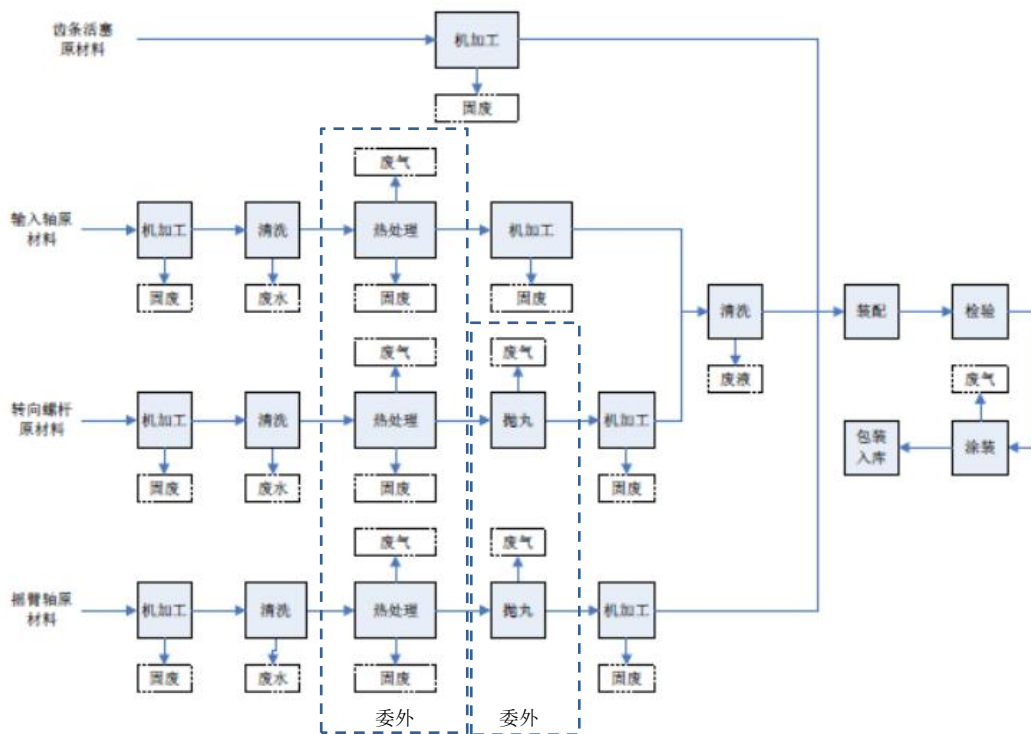 齿条活塞
原材料
机加工
固废
废气
输入轴原
材料
机加工
清洗
热处理
机加工
固废
废水
固废
固废
清洗
装配
检验
废液
废气
废气
废气
转向螺杆
原材料
机加工
清洗
热处理
抛丸
机加工
包装
入库
涂装
固废
废水
固废
固废
废气
废气
摇臂轴原
材料
机加工
清洗
热处理
抛丸
机加工
固废
废水
固废
固废
委外
委外